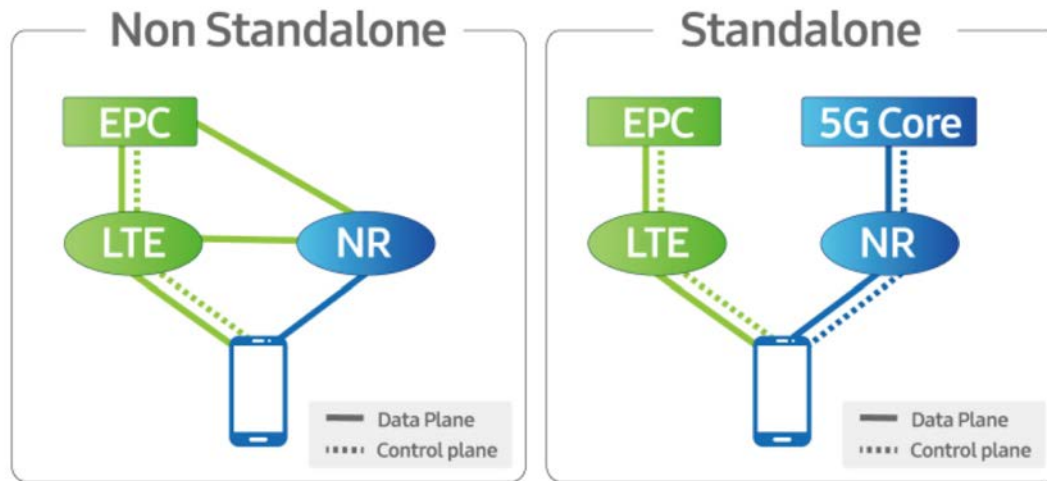 Non Standalone
EPC
LTE
NR
Data Plane
Control plane
Standalone
EPC
5G Core
LTE
NR
Data Plane
Control plane